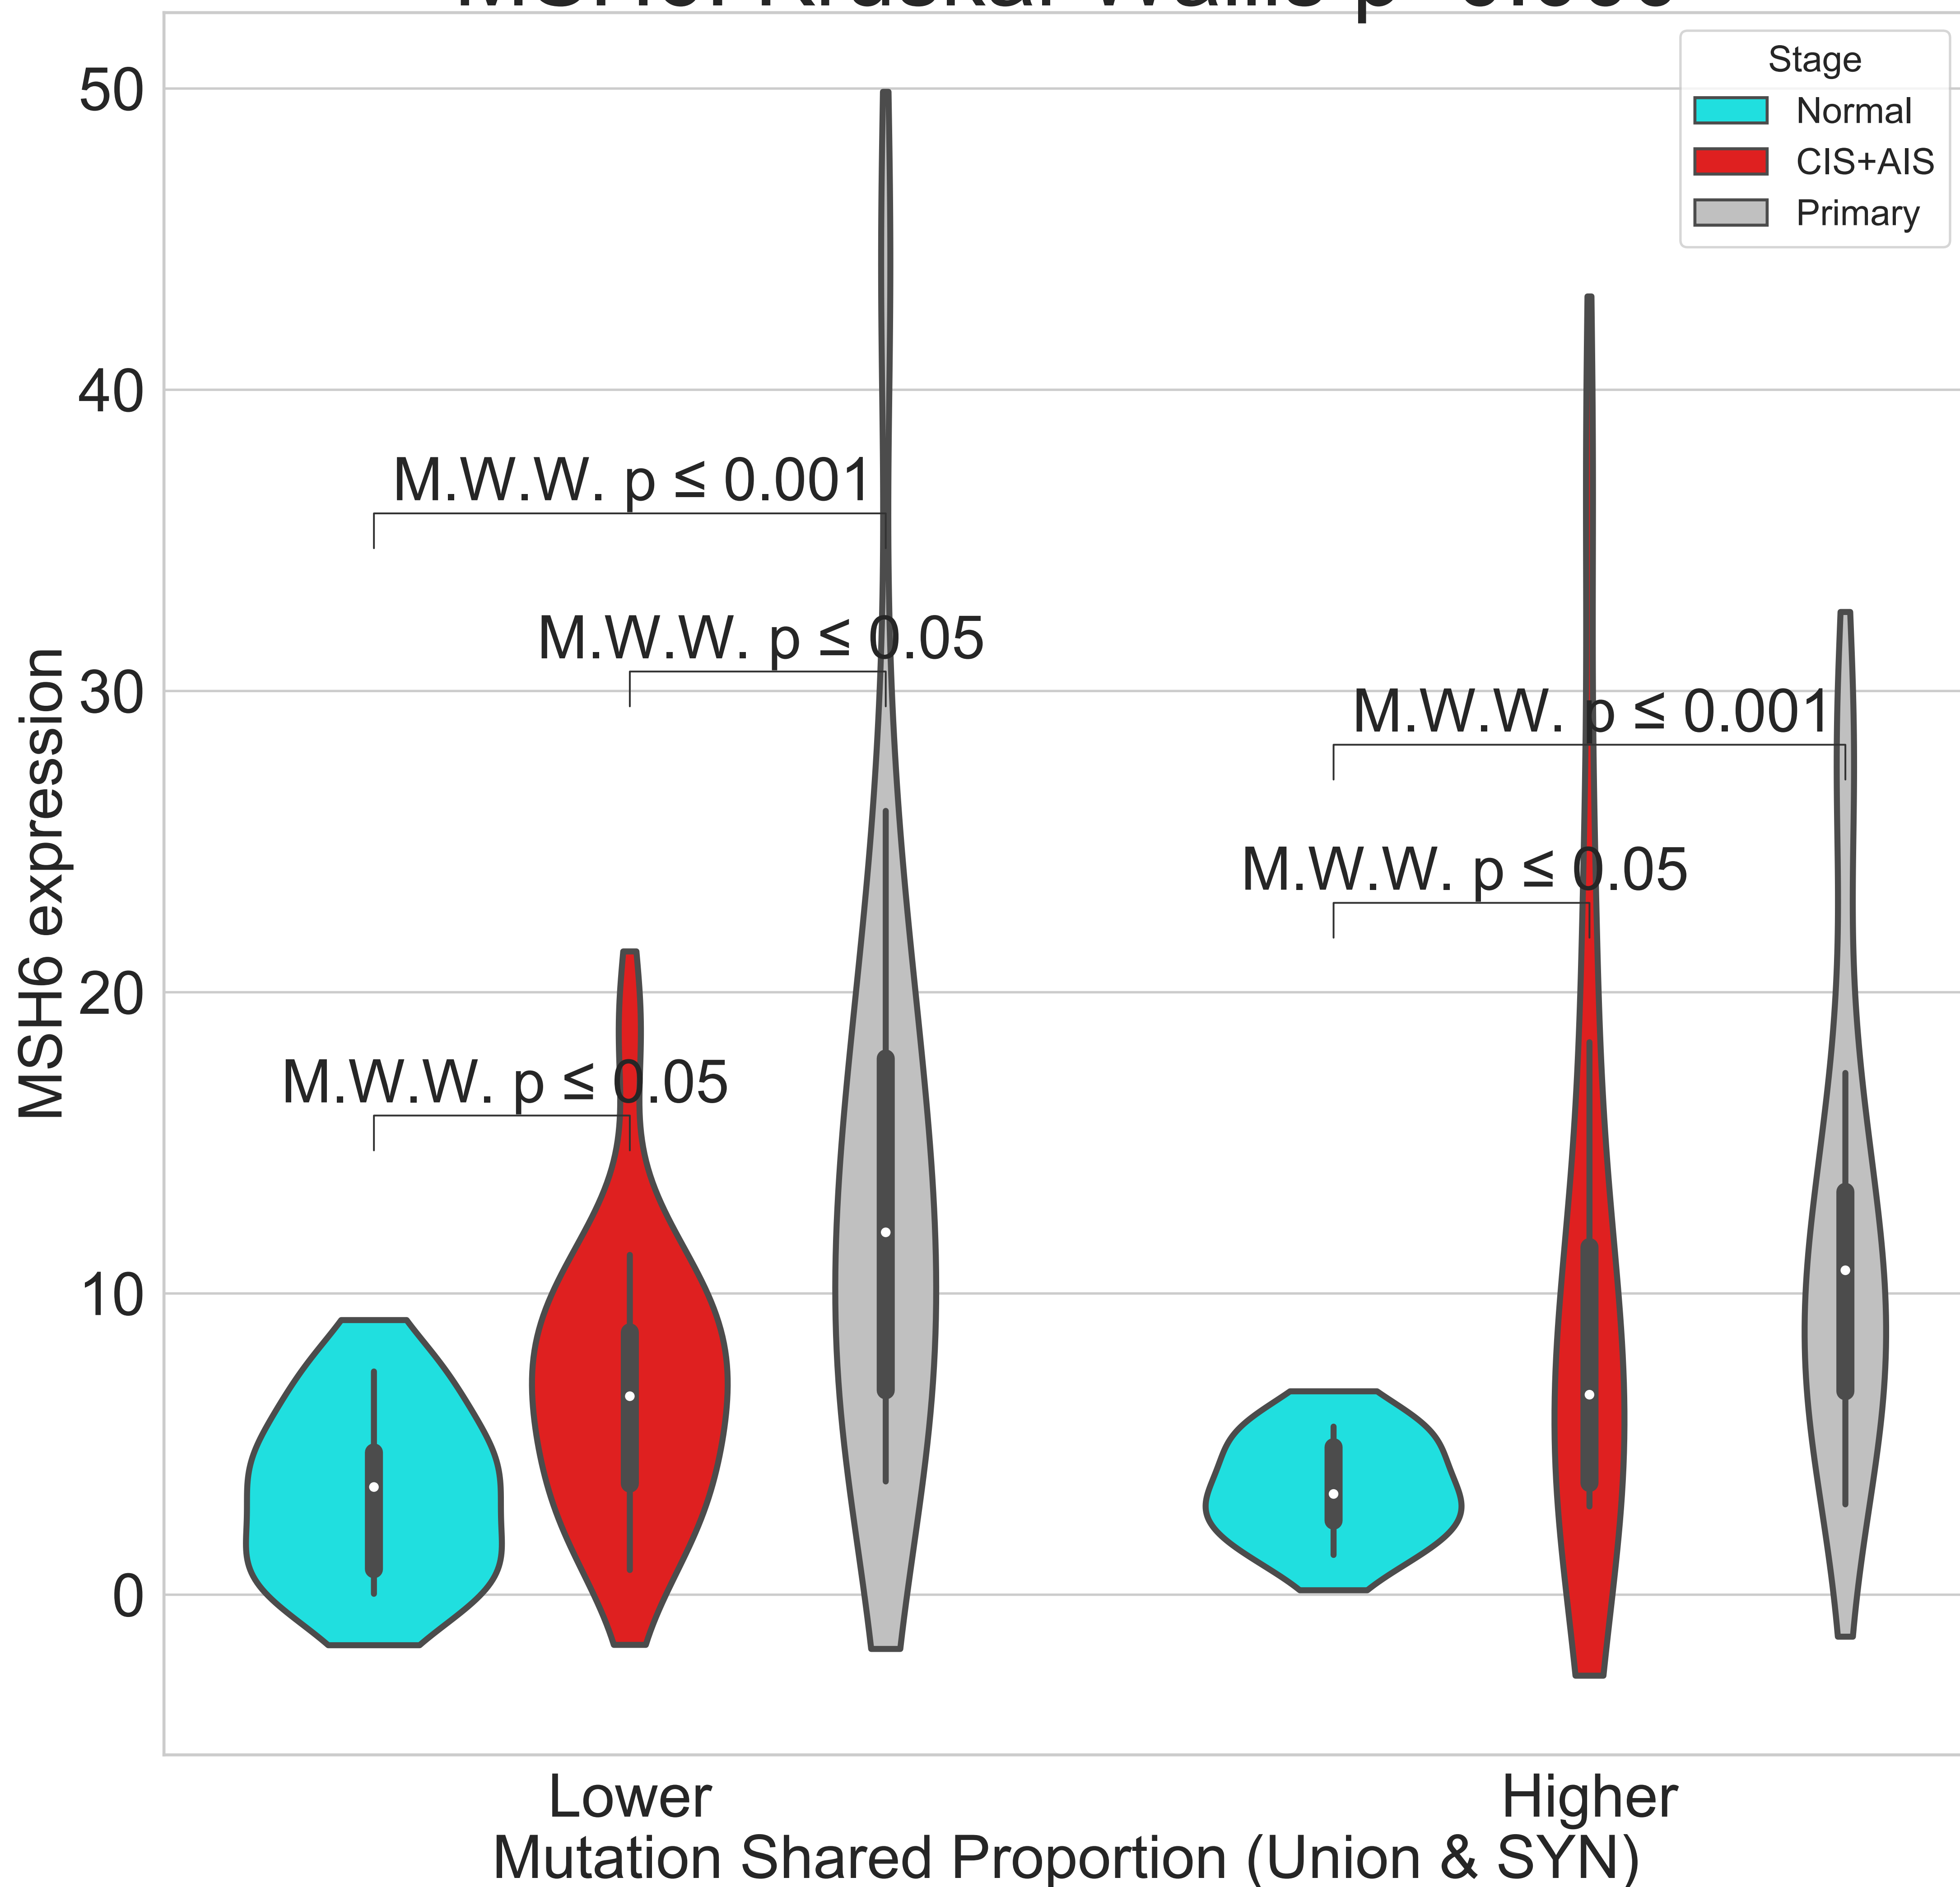 Stage
Normal
CIS+AIS
Primary
50
40
30
20
10
0
MSH6 expression
M.W.W. p ≤ 0.001
M.W.W. p ≤ 0.05
M.W.W. p ≤ 0.05
M.W.W. p ≤ 0.001
M.W.W. p ≤ 0.05
Lower
Higher
Mutation Shared Proportion (Union & SYN)